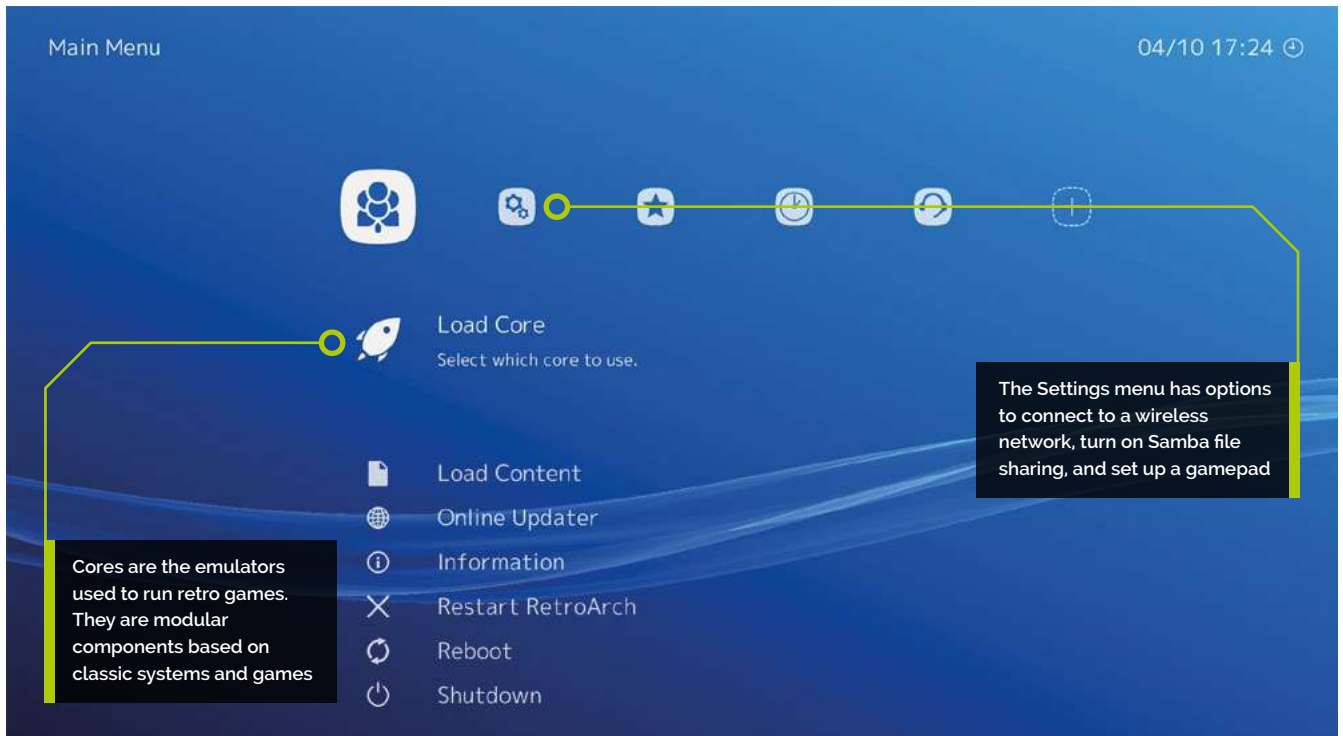 Main Menu
04/10 17:24
Load Core
Select which core to use.
The Settings menu has options
to connect to a wireless
network, turn on Samba file
sharing, and set up a gamepad
Load Content
Online Updater
Information
Restart RetroArch
Reboot
Shutdown
Cores are the emulators
used to run retro games.
They are modular
components based on
classic systems and games